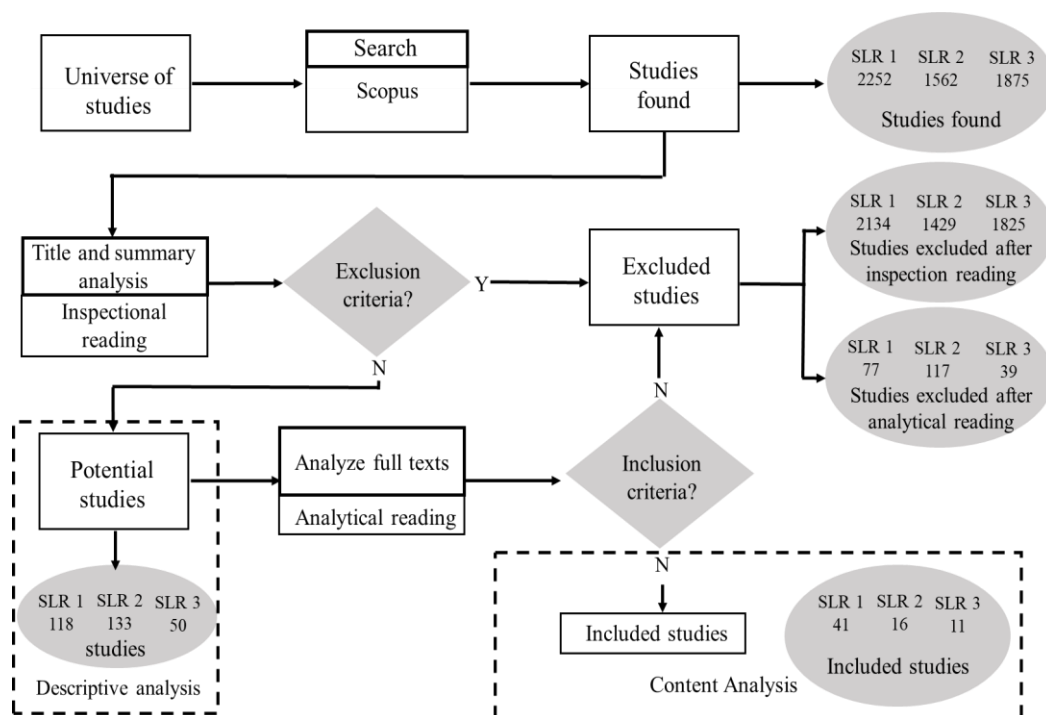 Universe of
studies
Search
Scopus
Studies
found
SLR 1 SLR 2 SLR 3
2252 1562 1875
Studies found
Title and summary
analysis
Inspectional
reading
Exclusion
criteria?
Y
N
Excluded
studies
SLR 1 SLR 2 SLR 3
2134 1429 1825
Studies excluded after
inspection reading
SLR 1 SLR 2 SLR 3
77 117 39
Studies excluded after
analytical reading
Potential
studies
SLR 1 SLR 2 SLR 3
118 133 50
studies
Descriptive analysis
Analyze full texts
Analytical reading
N
Inclusion
criteria?
N
Included studies
SLR 1 SLR 2 SLR 3
41 16 11
Included studies
Content Analysis